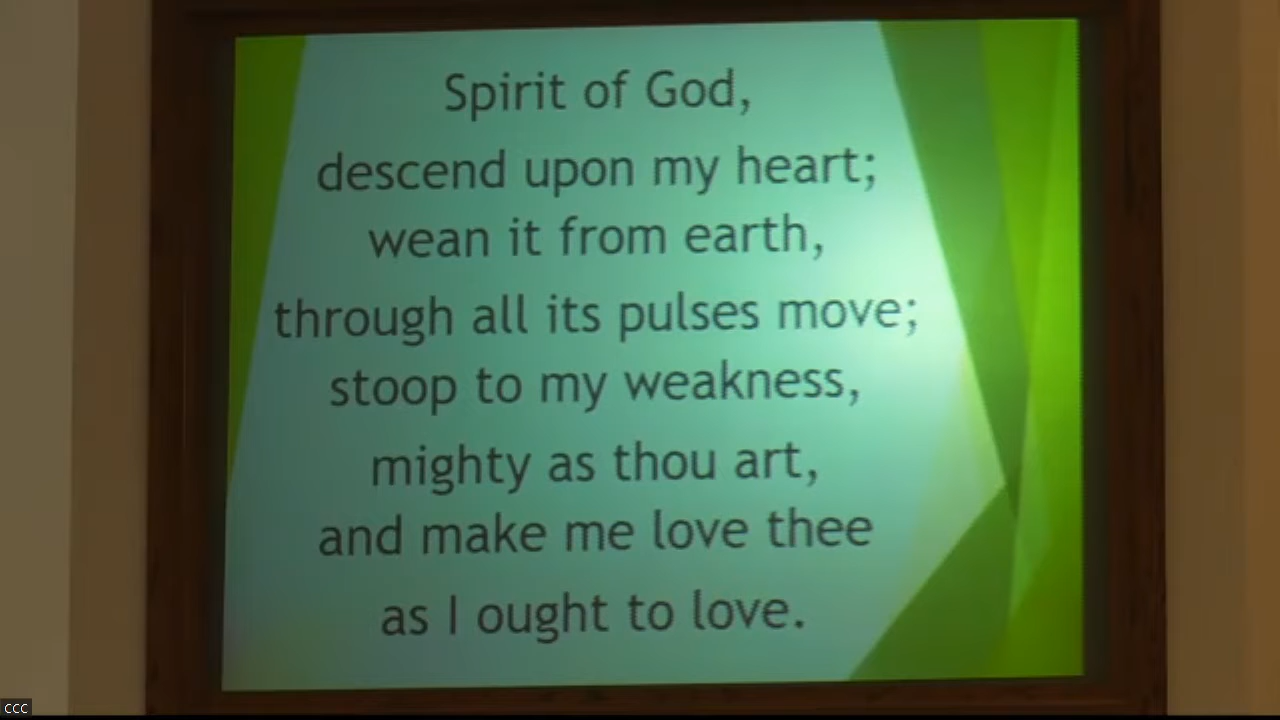 Spirit of God,
descend upon my heart;
wean it from earth,
through all its pulses move;
stoop to my weakness,
mighty as thou art,
and make me love thee
as I ought to love.
ccc